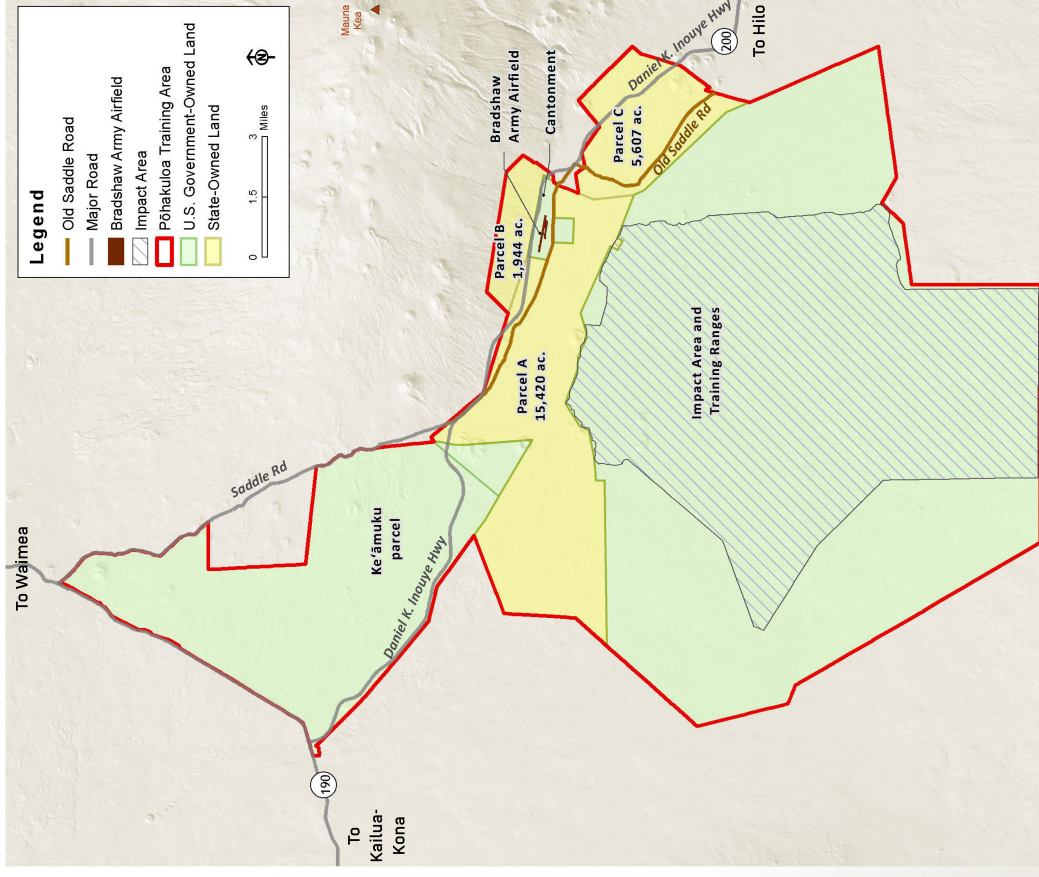 Legend
Old Saddle Road
Major Road
Bradshaw Army Airfield
Impact Area
Pōhakuloa Training Area
U.S. Government-Owned Land
State-Owned Land
0 1.5 3 Miles
N
Mauna
Kea
To Waimea
Saddle Rd
Keʻāmuku
parcel
Daniel K. Inouye Hwy
190
To
Kailua-
Kona
Parcel A
15,420 ac.
Parcel B
1,944 ac.
Bradshaw
Army Airfield
Cantonment
Parcel C
5,607 ac.
Old Saddle Rd
Daniel K. Inouye Hwy
200
To Hilo
Impact Area and
Training Ranges